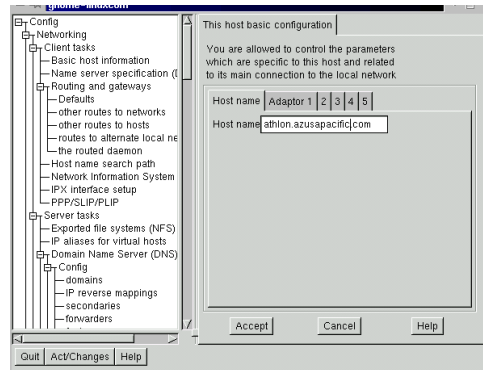 gnome-linuxconf
Config
Networking
Client tasks
Basic host information
Name server specification (D
Routing and gateways
Defaults
other routes to networks
other routes to hosts
routes to alternate local ne
the routed daemon
Host name search path
Network Information System
IPX interface setup
PPP/SLIP/PLIP
Server tasks
Exported file systems (NFS)
IP aliases for virtual hosts
Domain Name Server (DNS)
Config
domains
IP reverse mappings
secondaries
forwarders
Quit Act/Changes Help
This host basic configuration
You are allowed to control the parameters
which are specific to this host and related
to its main connection to the local network
Host name Adaptor 1 2 3 4 5
Host name athlon.azusapacific.com
Accept Cancel Help